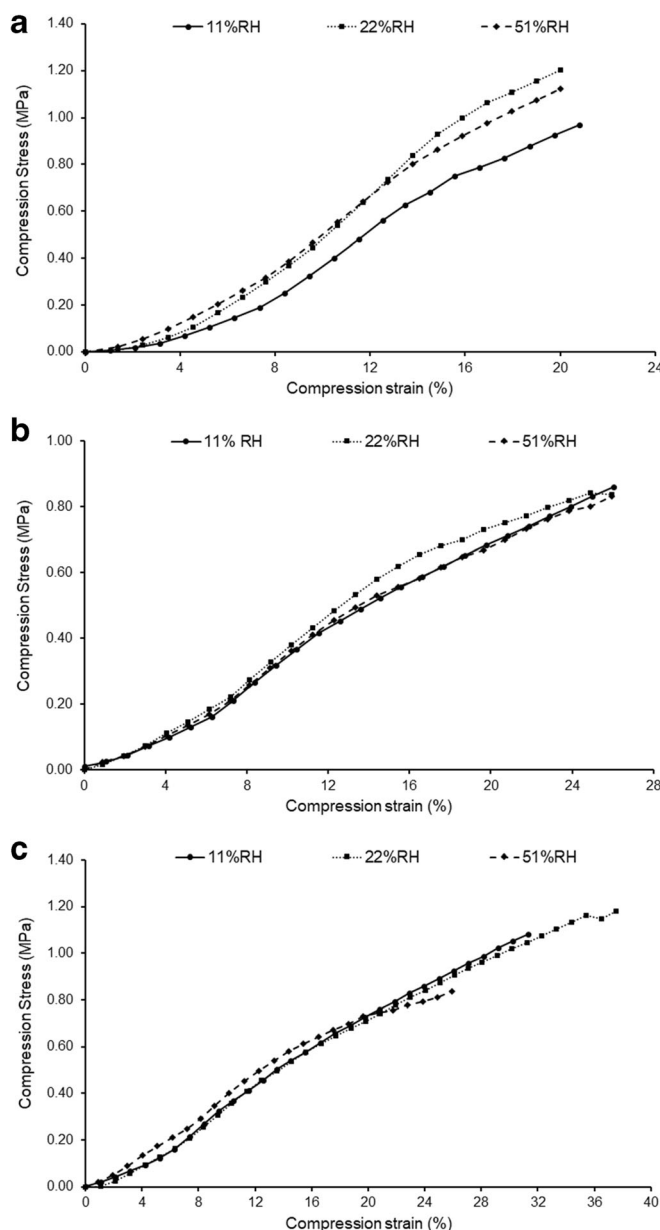 a
11%RH 22%RH 51%RH
1.40
1.20
1.00
0.80
0.60
0.40
0.20
0.00
Compression Stress (MPa)
0 4 8 12 16 20 24
Compression strain (%)
b
11% RH 22%RH 51%RH
1.00
0.80
0.60
0.40
0.20
0.00
Compression Stress (MPa)
0 4 8 12 16 20 24 28
Compression strain (%)
c
11%RH 22%RH 51%RH
1.40
1.20
1.00
0.80
0.60
0.40
0.20
0.00
Compression Stress (MPa)
0 4 8 12 16 20 24 28 32 36 40
Compression strain (%)